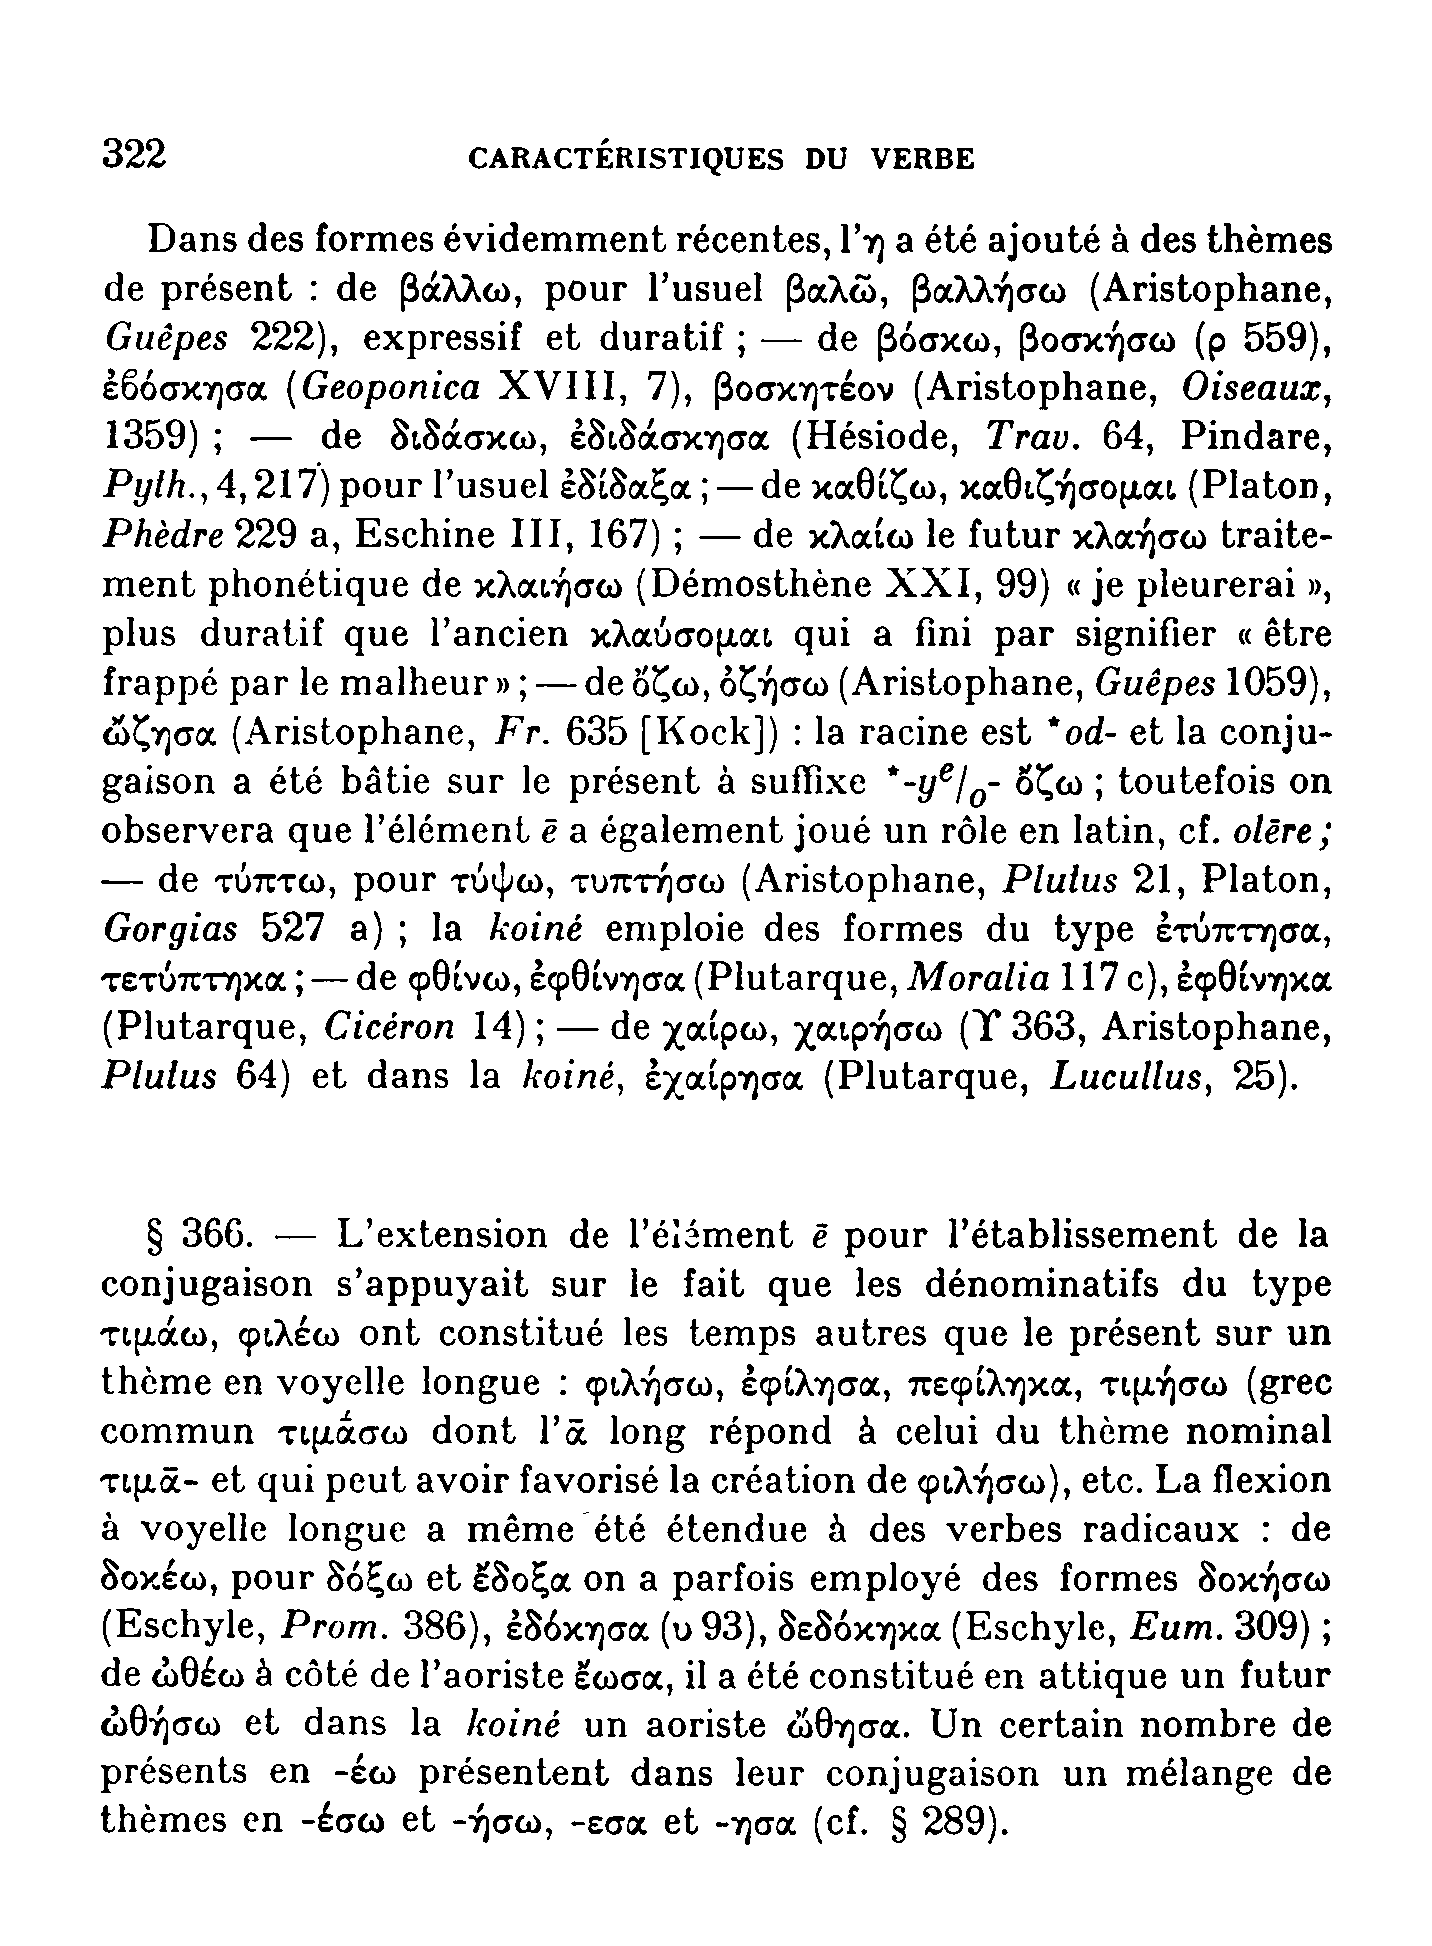 322 CARACTÉRISTIQUES DU VERBE
Dans des formes évidemment récentes, l’η a été ajouté à des thèmes
de présent : de βάλλω, pour l’usuel βαλῶ, βαλλήσω (Aristophane,
Guêpes 222), expressif et duratif ; — de βόσκω, βοσκήσω (ρ 559),
ἐϐόσκησα (Geoponica XVIII, 7), βοσκητέον (Aristophane, Oiseaux,
1359) ; — de διδάσκω, ἐδιδάσκησα (Hésiode, Trav. 64, Pindare,
Pyth., 4, 217) pour l’usuel ἐδίδαξα ; — de καθίζω, καθιζήσομαι (Platon,
Phèdre 229 a, Eschine III, 167) ; — de κλαίω le futur κλαήσω traite-
ment phonétique de κλαιήσω (Démosthène XXI, 99) « je pleurerai »,
plus duratif que l’ancien κλαύσομαι qui a fini par signifier « être
frappé par le malheur » ; — de ὄζω, ὀζήσω (Aristophane, Guêpes 1059),
ὤζησα (Aristophane, Fr. 635 [Kock]) : la racine est *od- et la conju-
gaison a été bâtie sur le présent à suffixe *-yᵉ/ₒ- ὄζω ; toutefois on
observera que l’élément ē a également joué un rôle en latin, cf. olēre ;
— de τύπτω, pour τύψω, τυπτήσω (Aristophane, Plutus 21, Platon,
Gorgias 527 a) ; la koiné emploie des formes du type ἐτύπτησα,
τετύπτηκα ; — de φθίνω, ἐφθίνησα (Plutarque, Moralia 117 c), ἐφθίνηκα
(Plutarque, Cicéron 14) ; — de χαίρω, χαιρήσω (Υ 363, Aristophane,
Plutus 64) et dans la koiné, ἐχαίρησα (Plutarque, Lucullus, 25).
§ 366. — L’extension de l’élément ē pour l’établissement de la
conjugaison s’appuyait sur le fait que les dénominatifs du type
τιμάω, φιλέω ont constitué les temps autres que le présent sur un
thème en voyelle longue : φιλήσω, ἐφίλησα, πεφίληκα, τιμήσω (grec
commun τιμᾱ́σω dont l’ᾱ long répond à celui du thème nominal
τιμᾱ- et qui peut avoir favorisé la création de φιλήσω), etc. La flexion
à voyelle longue a même été étendue à des verbes radicaux : de
δοκέω, pour δόξω et ἔδοξα on a parfois employé des formes δοκήσω
(Eschyle, Prom. 386), ἐδόκησα (υ 93), δεδόκηκα (Eschyle, Eum. 309) ;
de ὠθέω à côté de l’aoriste ἔωσα, il a été constitué en attique un futur
ὠθήσω et dans la koiné un aoriste ὤθησα. Un certain nombre de
présents en -έω présentent dans leur conjugaison un mélange de
thèmes en -έσω et -ήσω, -εσα et -ησα (cf. § 289).